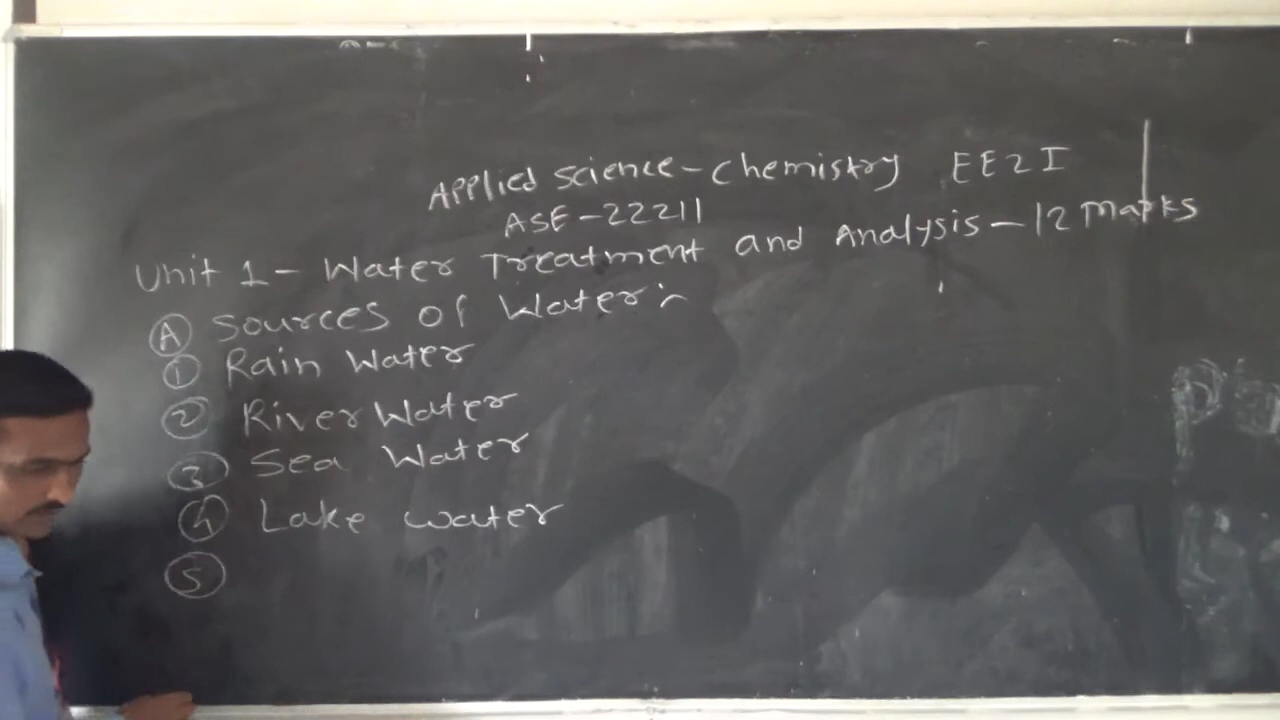 Applied Science - Chemistry EE2I
ASE-22211
Unit 1 - Water Treatment and Analysis - 12 Marks
Ⓐ Sources of Water :-
① Rain Water
② River Water
③ Sea Water
④ Lake water
⑤